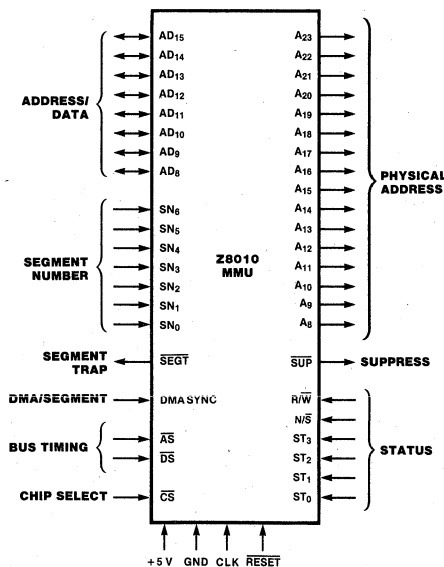 ADDRESS/
DATA
AD15
AD14
AD13
AD12
AD11
AD10
AD9
AD8
SEGMENT
NUMBER
SN6
SN5
SN4
SN3
SN2
SN1
SN0
SEGMENT
TRAP
SEGT
DMA/SEGMENT
DMASYNC
BUS TIMING
AS
DS
CHIP SELECT
CS
Z8010
MMU
A23
A22
A21
A20
A19
A18
A17
A16
A15
A14
A13
A12
A11
A10
A9
A8
PHYSICAL
ADDRESS
SUP
SUPPRESS
R/W
N/S
ST3
ST2
ST1
ST0
STATUS
+5 V GND CLK RESET